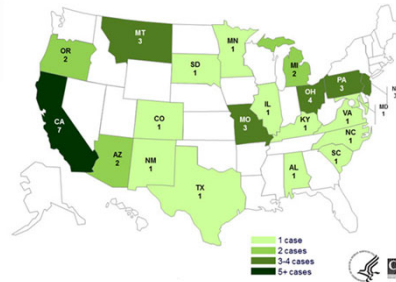 MT
3
MN
1
OR
2
SD
1
MI
2
PA
3
OH
4
N
MD
1
IL
1
CA
7
CO
1
MO
3
KY
1
VA
1
NC
1
AZ
2
NM
1
SC
1
AL
1
TX
1
1 case
2 cases
3-4 cases
5+ cases